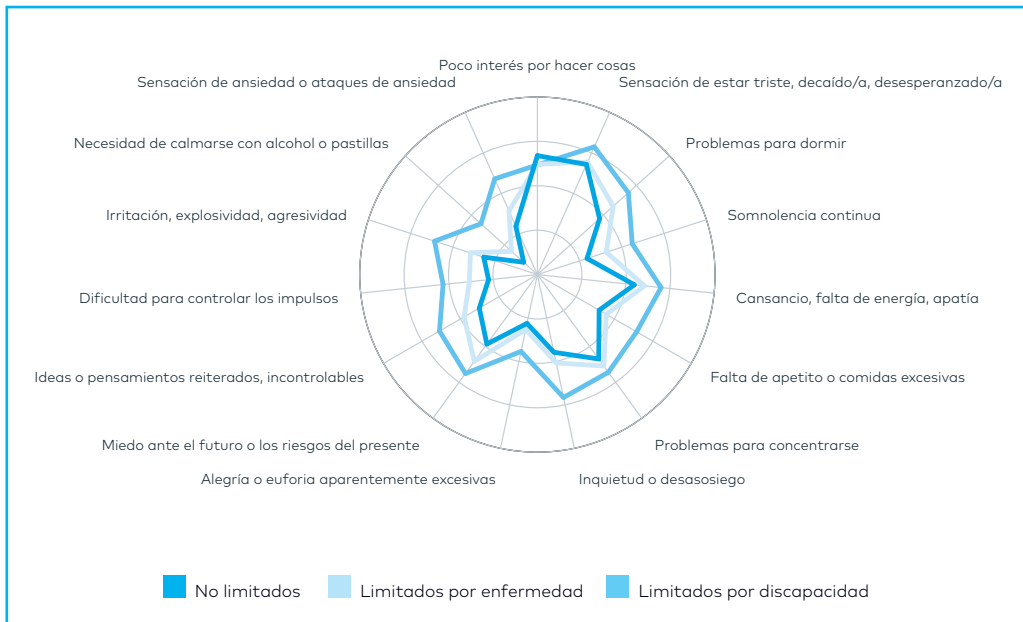 Poco interés por hacer cosas
Sensación de ansiedad o ataques de ansiedad
Sensación de estar triste, decaído/a, desesperanzado/a
Necesidad de calmarse con alcohol o pastillas
Problemas para dormir
Irritación, explosividad, agresividad
Somnolencia continua
Dificultad para controlar los impulsos
Cansancio, falta de energía, apatía
Ideas o pensamientos reiterados, incontrolables
Falta de apetito o comidas excesivas
Miedo ante el futuro o los riesgos del presente
Problemas para concentrarse
Alegría o euforia aparentemente excesivas
Inquietud o desasosiego
No limitados
Limitados por enfermedad
Limitados por discapacidad